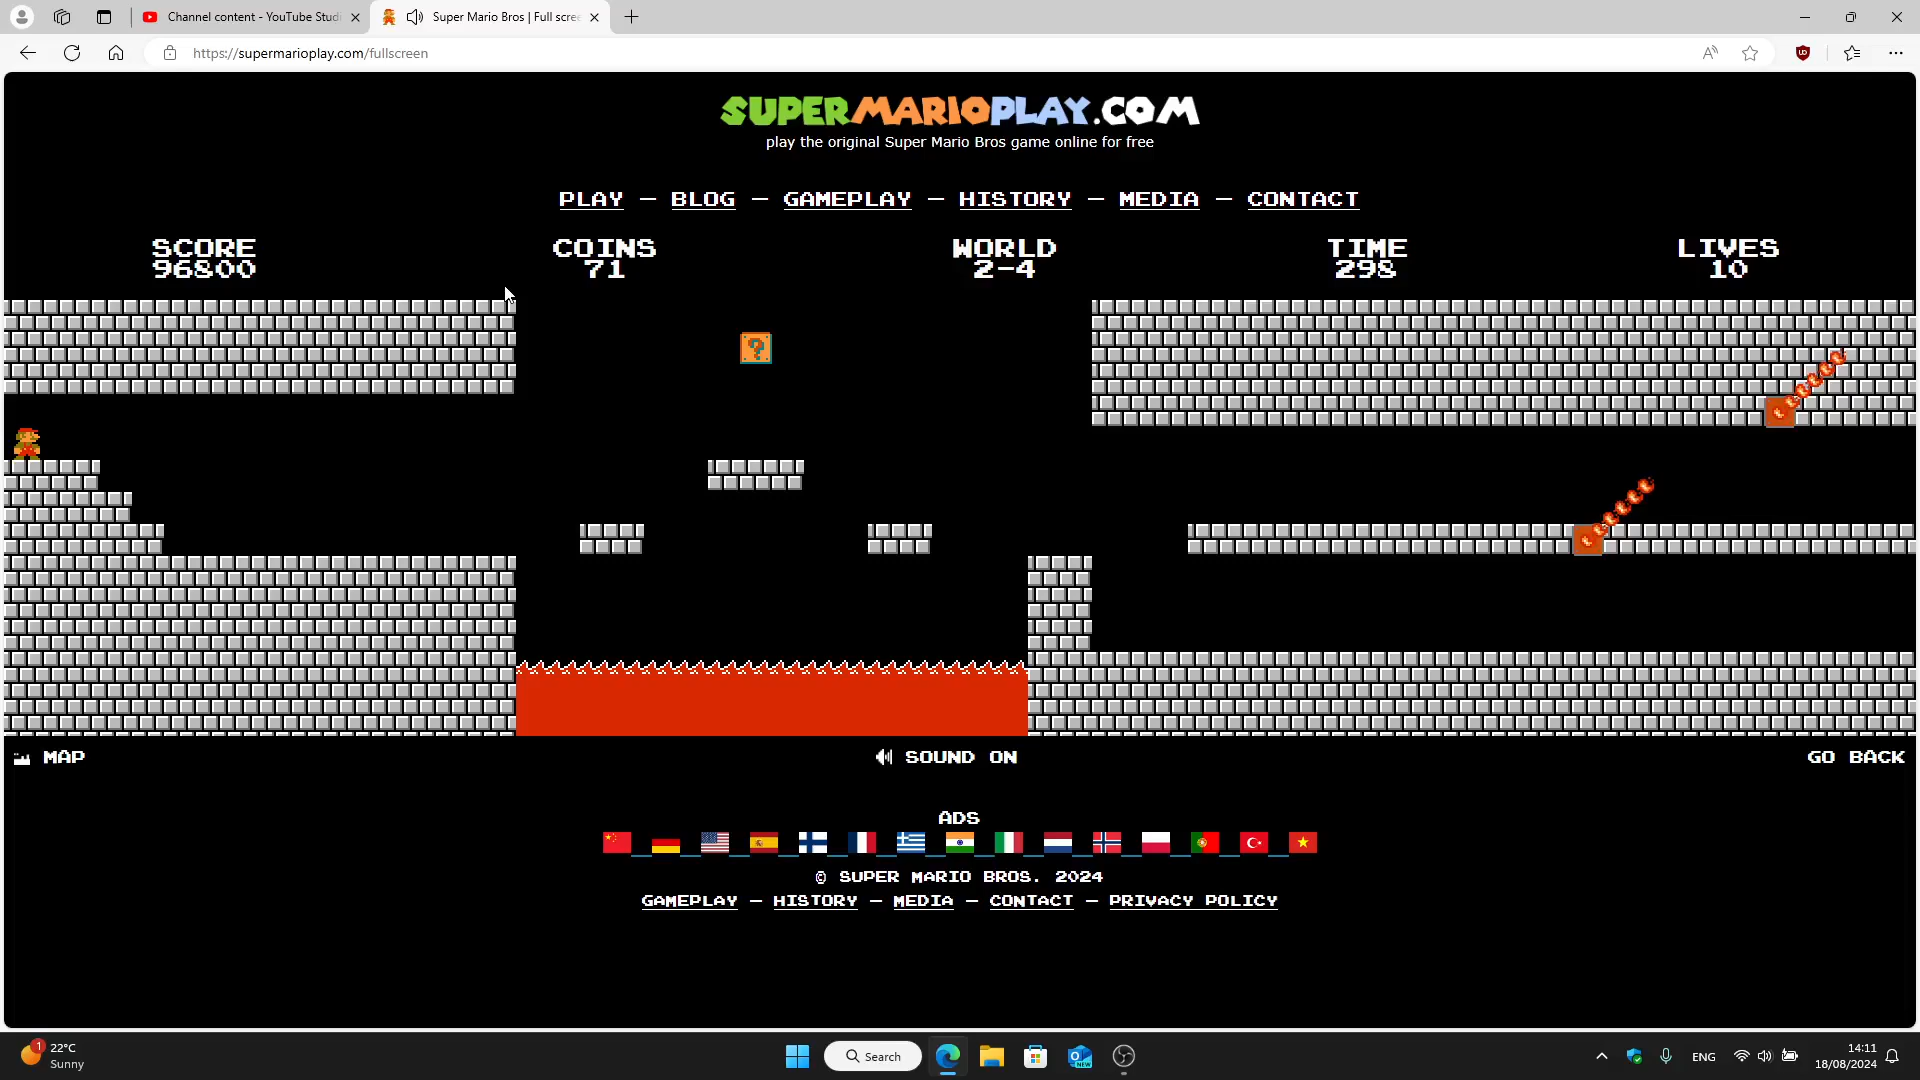 Channel content - YouTube Studi
Super Mario Bros | Full scre
https://supermarioplay.com/fullscreen
SUPERMARIOPLAY.COM
play the original Super Mario Bros game online for free
PLAY — BLOG — GAMEPLAY — HISTORY — MEDIA — CONTACT
SCORE COINS WORLD TIME LIVES
96800 71 2-4 298 10
?
MAP SOUND ON GO BACK
ADS
© SUPER MARIO BROS. 2024
GAMEPLAY — HISTORY — MEDIA — CONTACT — PRIVACY POLICY
1
22°C
Sunny
Search
NEW
ENG
14:11
18/08/2024